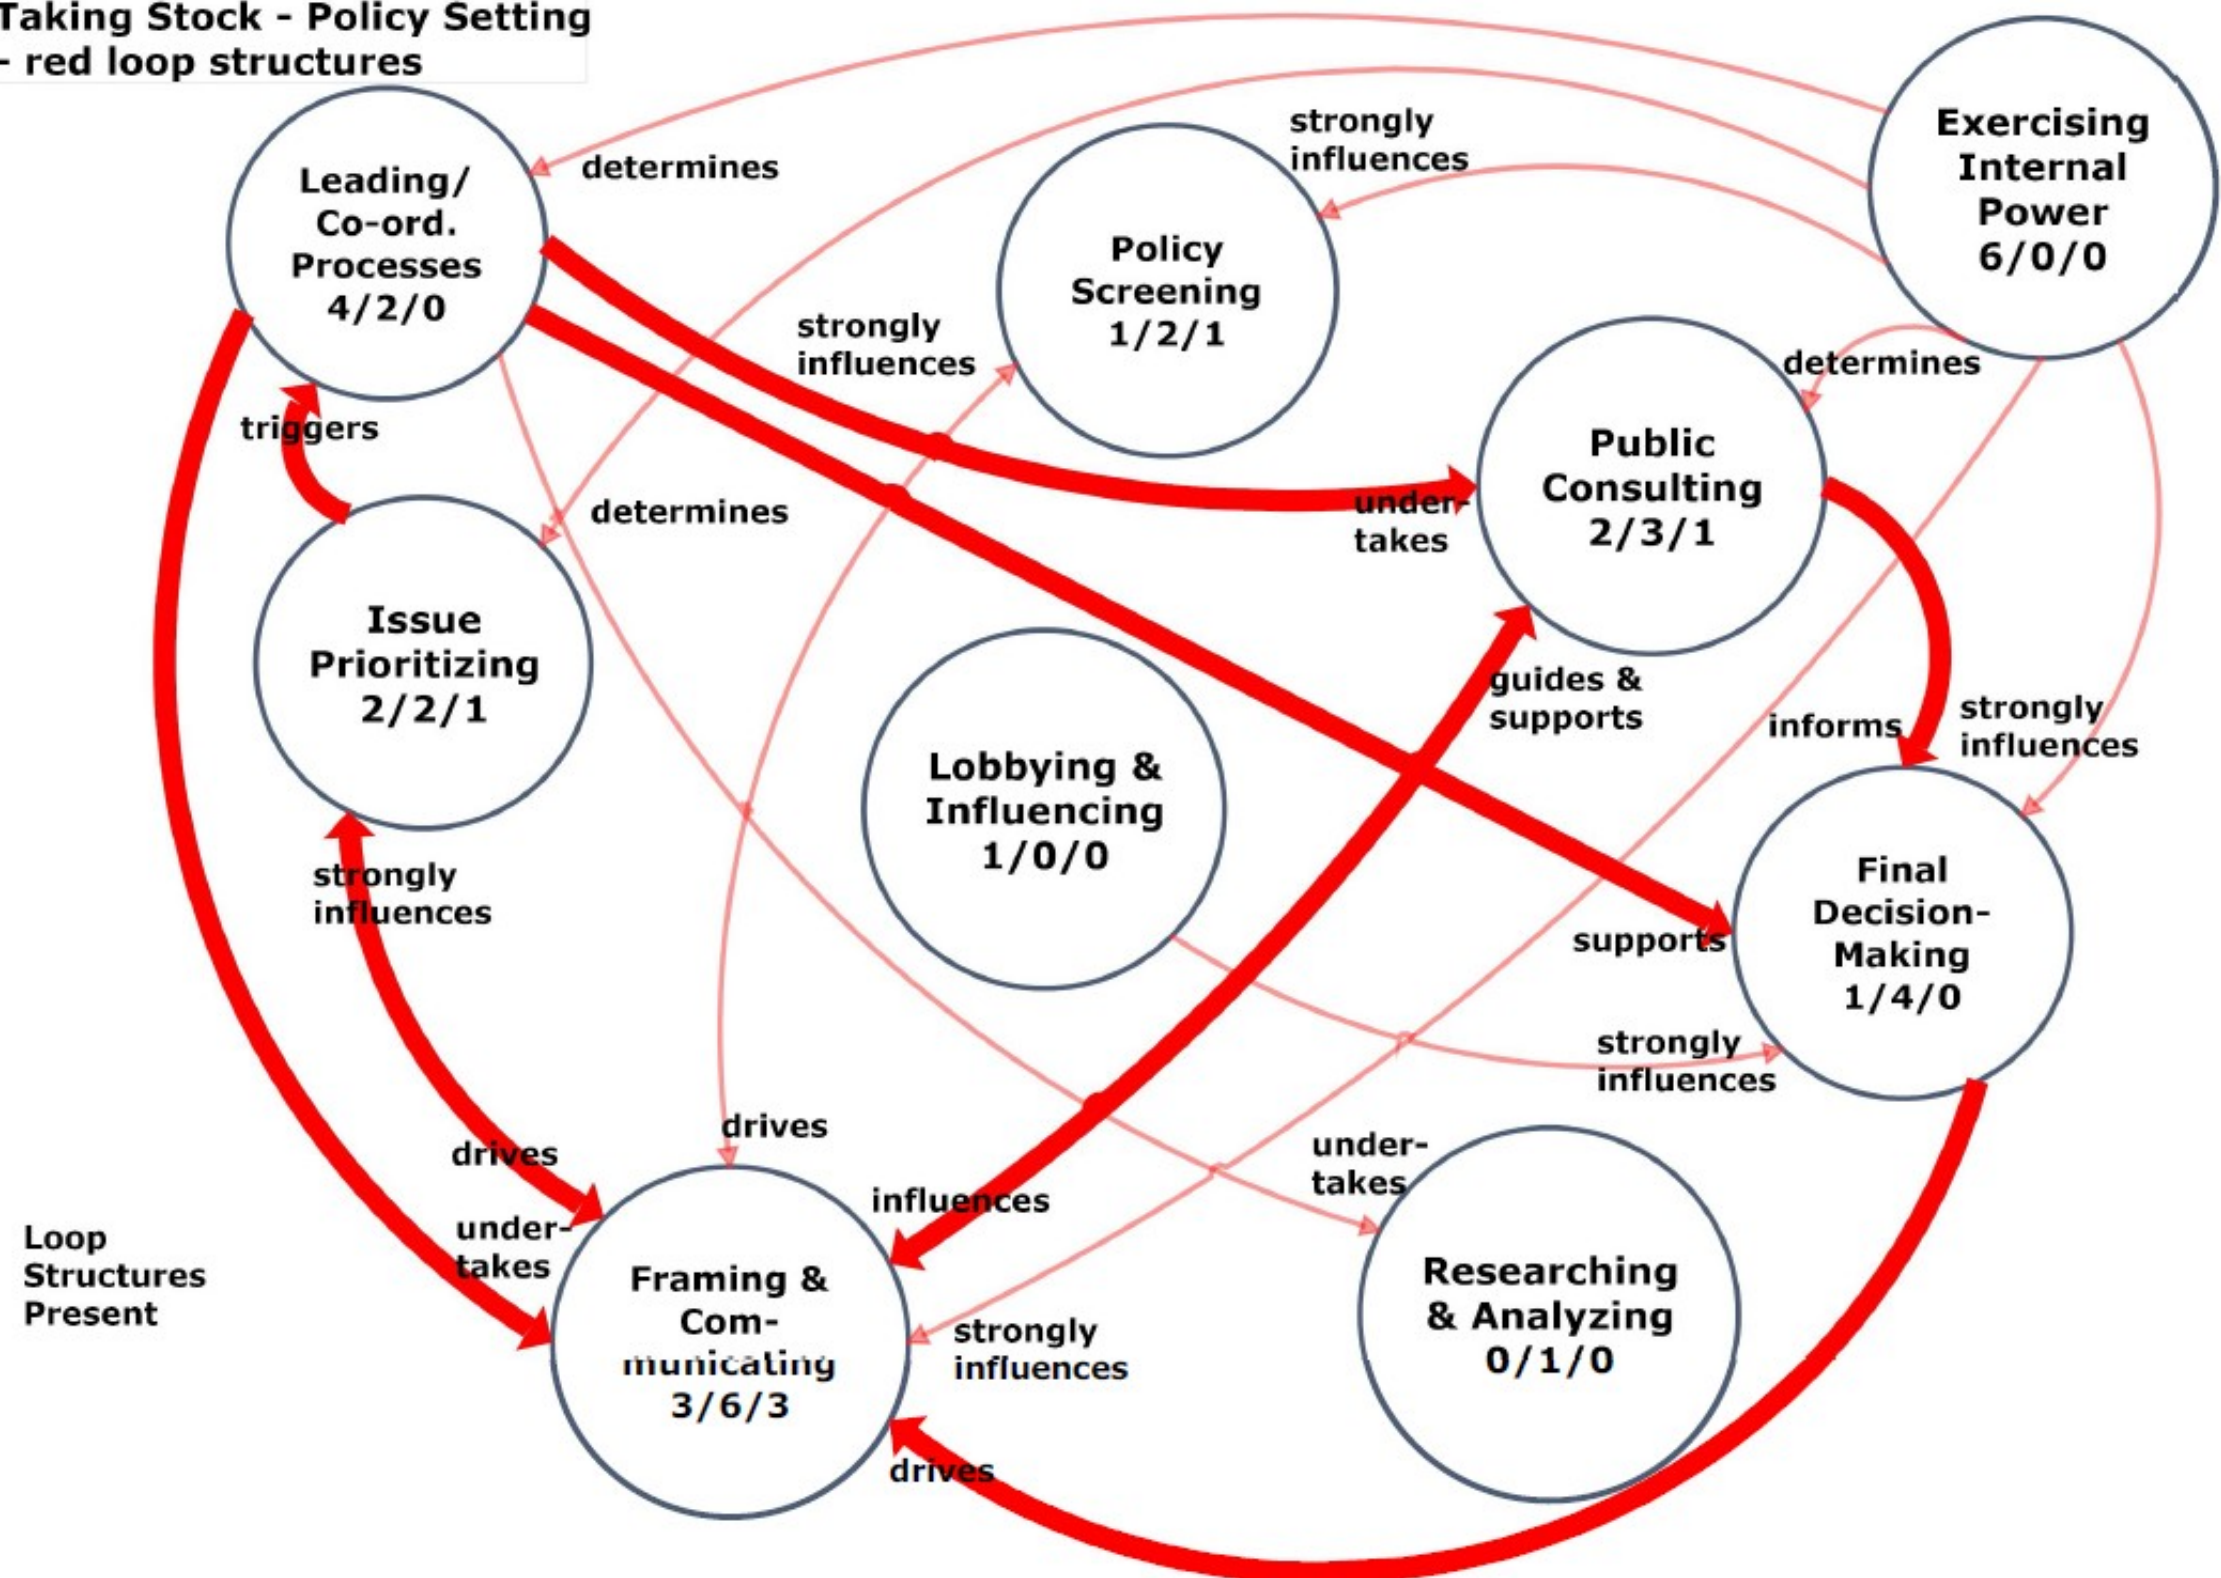 Taking Stock - Policy Setting
- red loop structures
Leading/
Co-ord.
Processes
4/2/0
determines
strongly
influences
Exercising
Internal
Power
6/0/0
Policy
Screening
1/2/1
strongly
influences
determines
triggers
Public
Consulting
2/3/1
under-
takes
determines
Issue
Prioritizing
2/2/1
guides &
supports
informs
strongly
influences
Lobbying &
Influencing
1/0/0
strongly
influences
Final
Decision-
Making
1/4/0
supports
strongly
influences
drives
drives
under-
takes
influences
under-
takes
Loop
Structures
Present
Framing &
Com-
municating
3/6/3
strongly
influences
Researching
& Analyzing
0/1/0
drives